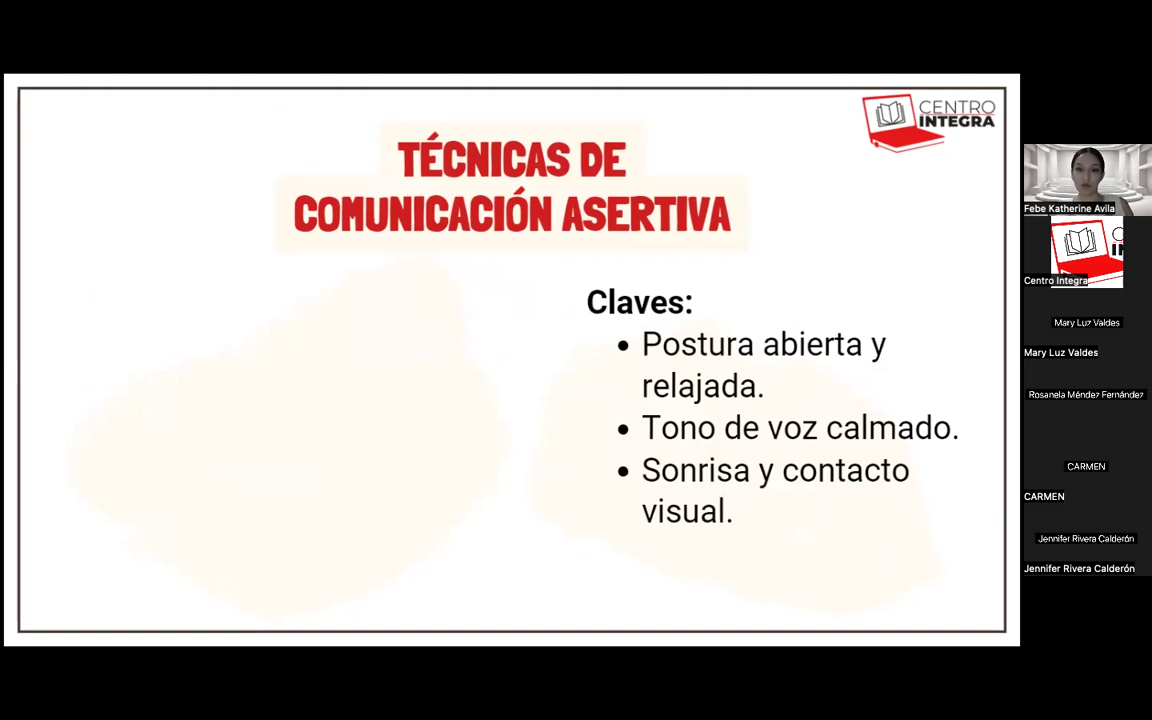 CENTRO
INTEGRA
TÉCNICAS DE
COMUNICACIÓN ASERTIVA
Claves:
• Postura abierta y
relajada.
• Tono de voz calmado.
• Sonrisa y contacto
visual.
Febe Katherine Avila
Centro Integra
Mary Luz Valdes
Mary Luz Valdes
Rosanela Méndez Fernández
CARMEN
CARMEN
Jennifer Rivera Calderón
Jennifer Rivera Calderón